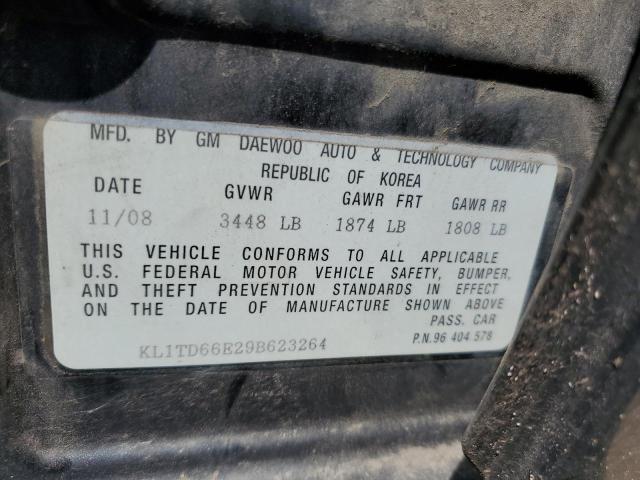 MFD. BY GM DAEWOO AUTO & TECHNOLOGY COMPANY
REPUBLIC OF KOREA
DATE GVWR GAWR FRT GAWR RR
11/08 3448 LB 1874 LB 1808 LB
THIS VEHICLE CONFORMS TO ALL APPLICABLE
U.S. FEDERAL MOTOR VEHICLE SAFETY, BUMPER,
AND THEFT PREVENTION STANDARDS IN EFFECT
ON THE DATE OF MANUFACTURE SHOWN ABOVE
PASS. CAR
KL1TD66E29B623264 P.N.96 404 578